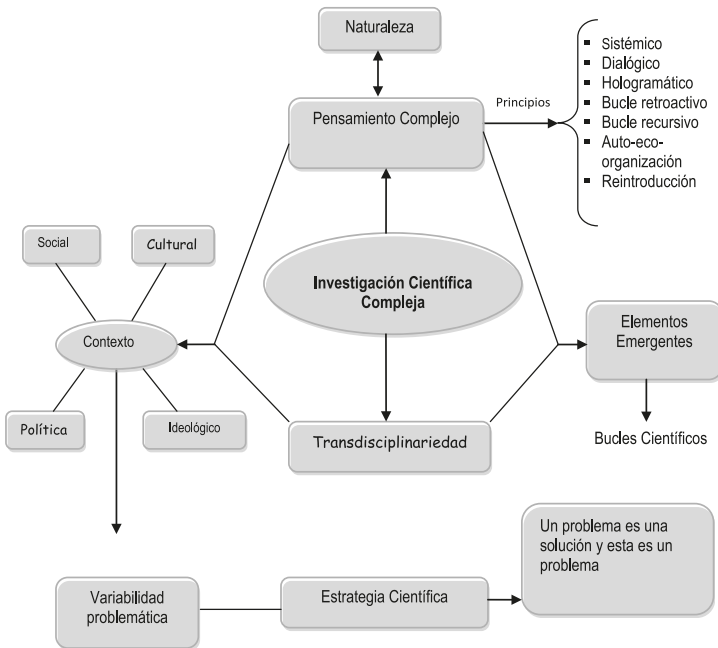 Naturaleza
Principios
Sistémico
Dialógico
Hologramático
Bucle retroactivo
Bucle recursivo
Auto-eco-
organización
Reintroducción
Pensamiento Complejo
Social
Cultural
Investigación Científica
Compleja
Contexto
Elementos
Emergentes
Política
Ideológico
Transdisciplinariedad
Bucles Científicos
Un problema es una
solución y esta es un
problema
Variabilidad
problemática
Estrategia Científica